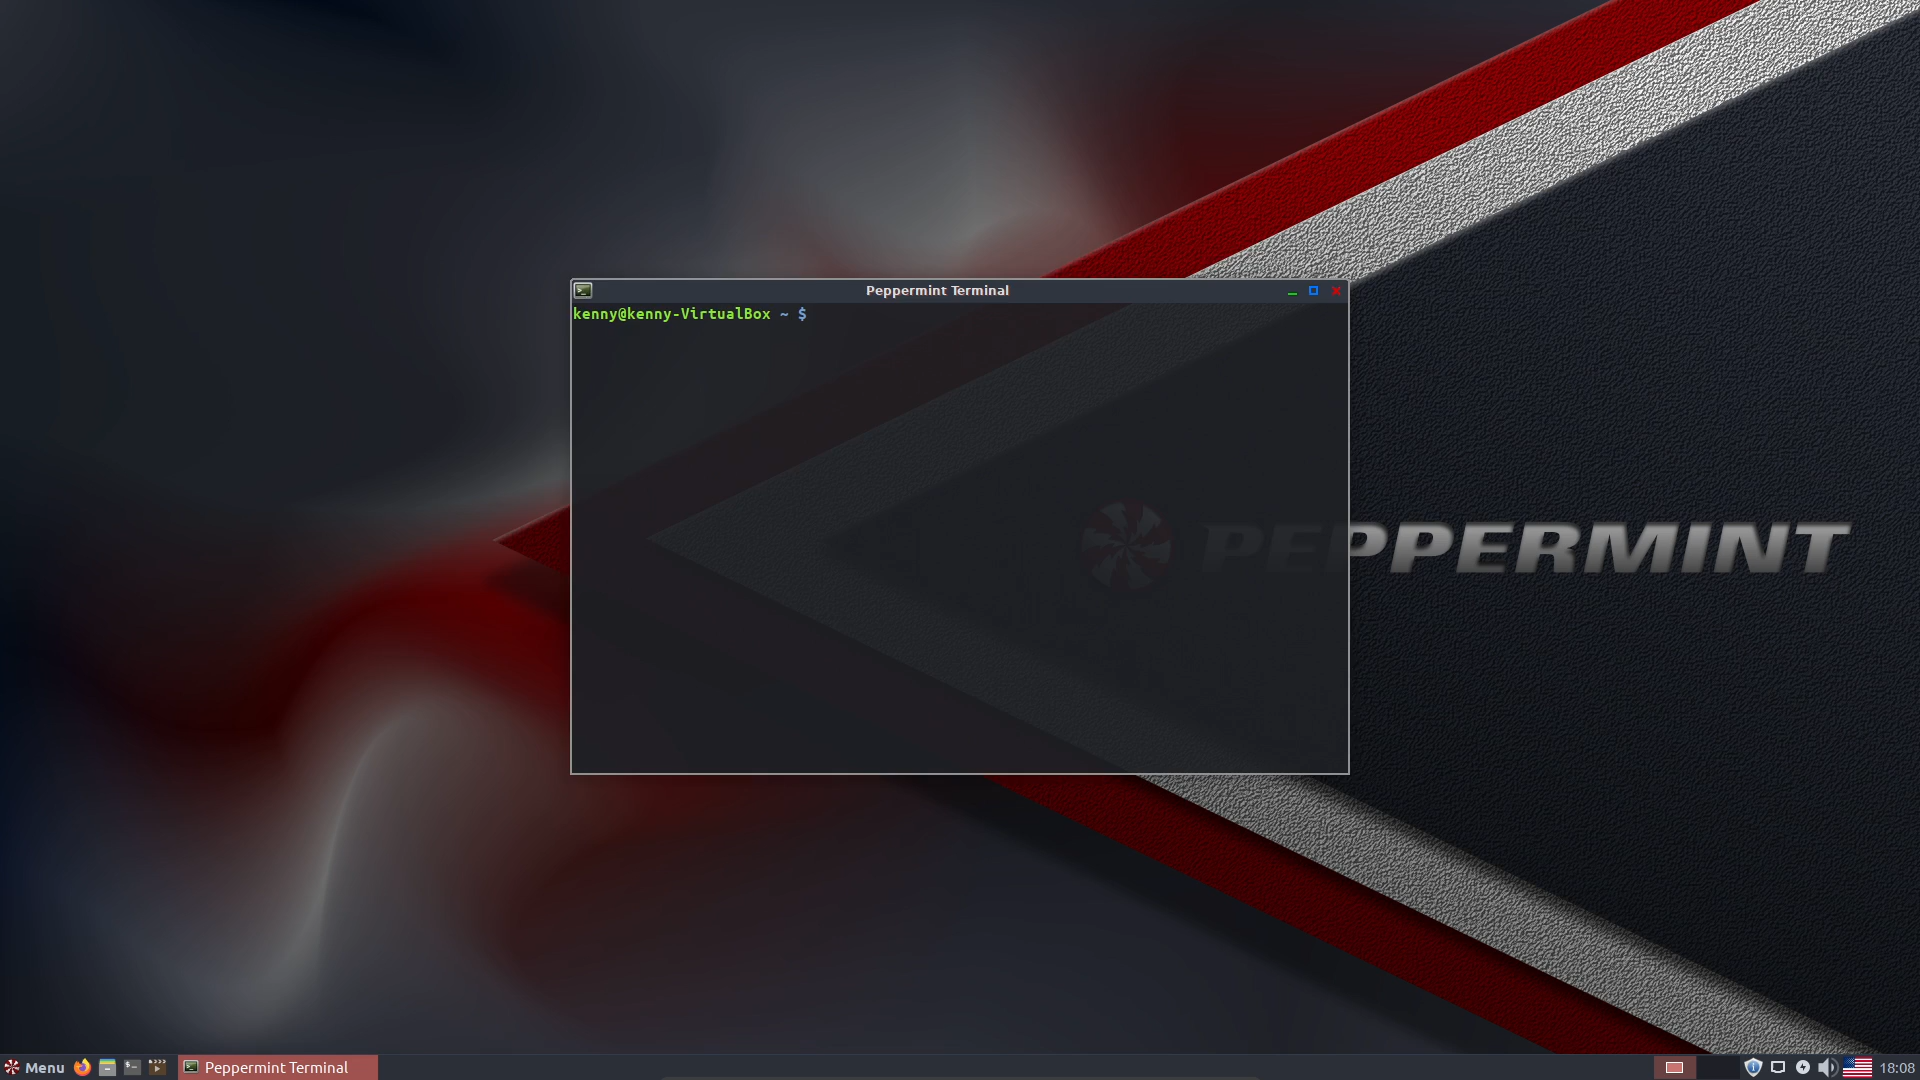 Peppermint Terminal
kenny@kenny-VirtualBox ~ $
PEPPERMINT
Menu
Peppermint Terminal
18:08